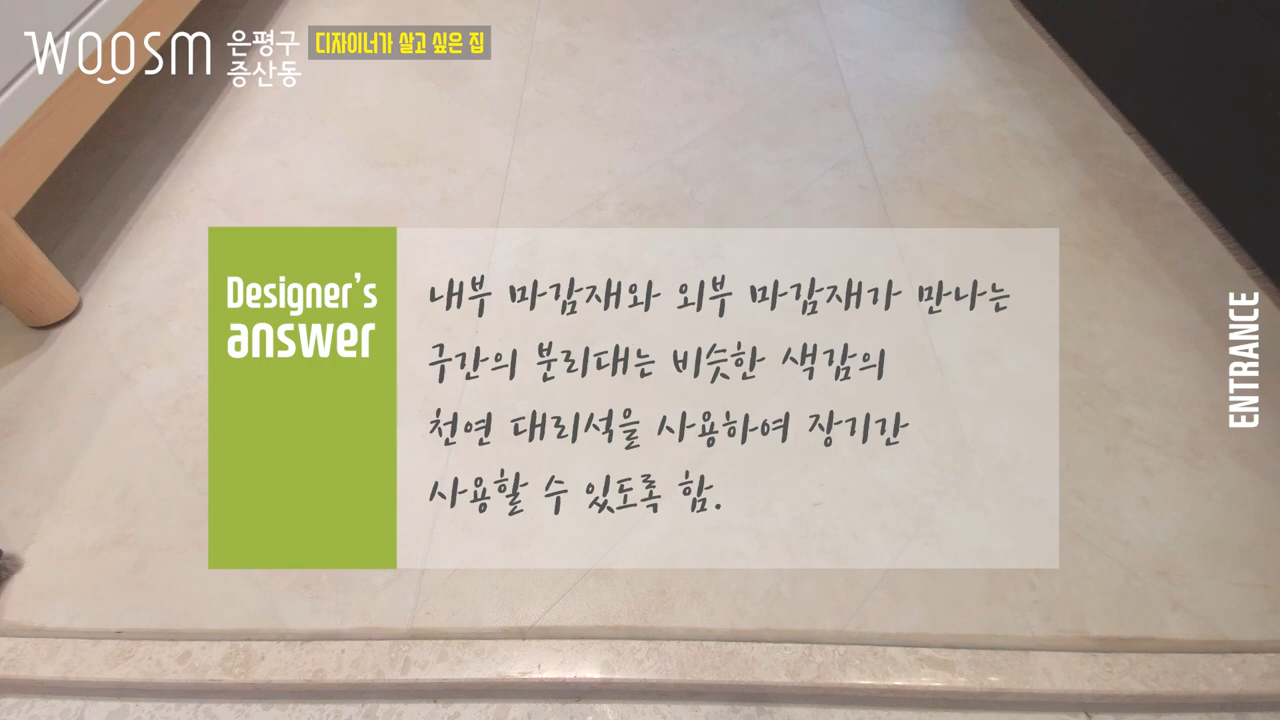 WOOSM
은평구
증산동
디자이너가 살고 싶은 집
Designer's
answer
내부 마감재와 외부 마감재가 만나는
구간의 분리대는 비슷한 색감의
천연 대리석을 사용하여 장기간
사용할 수 있도록 함.
ENTRANCE